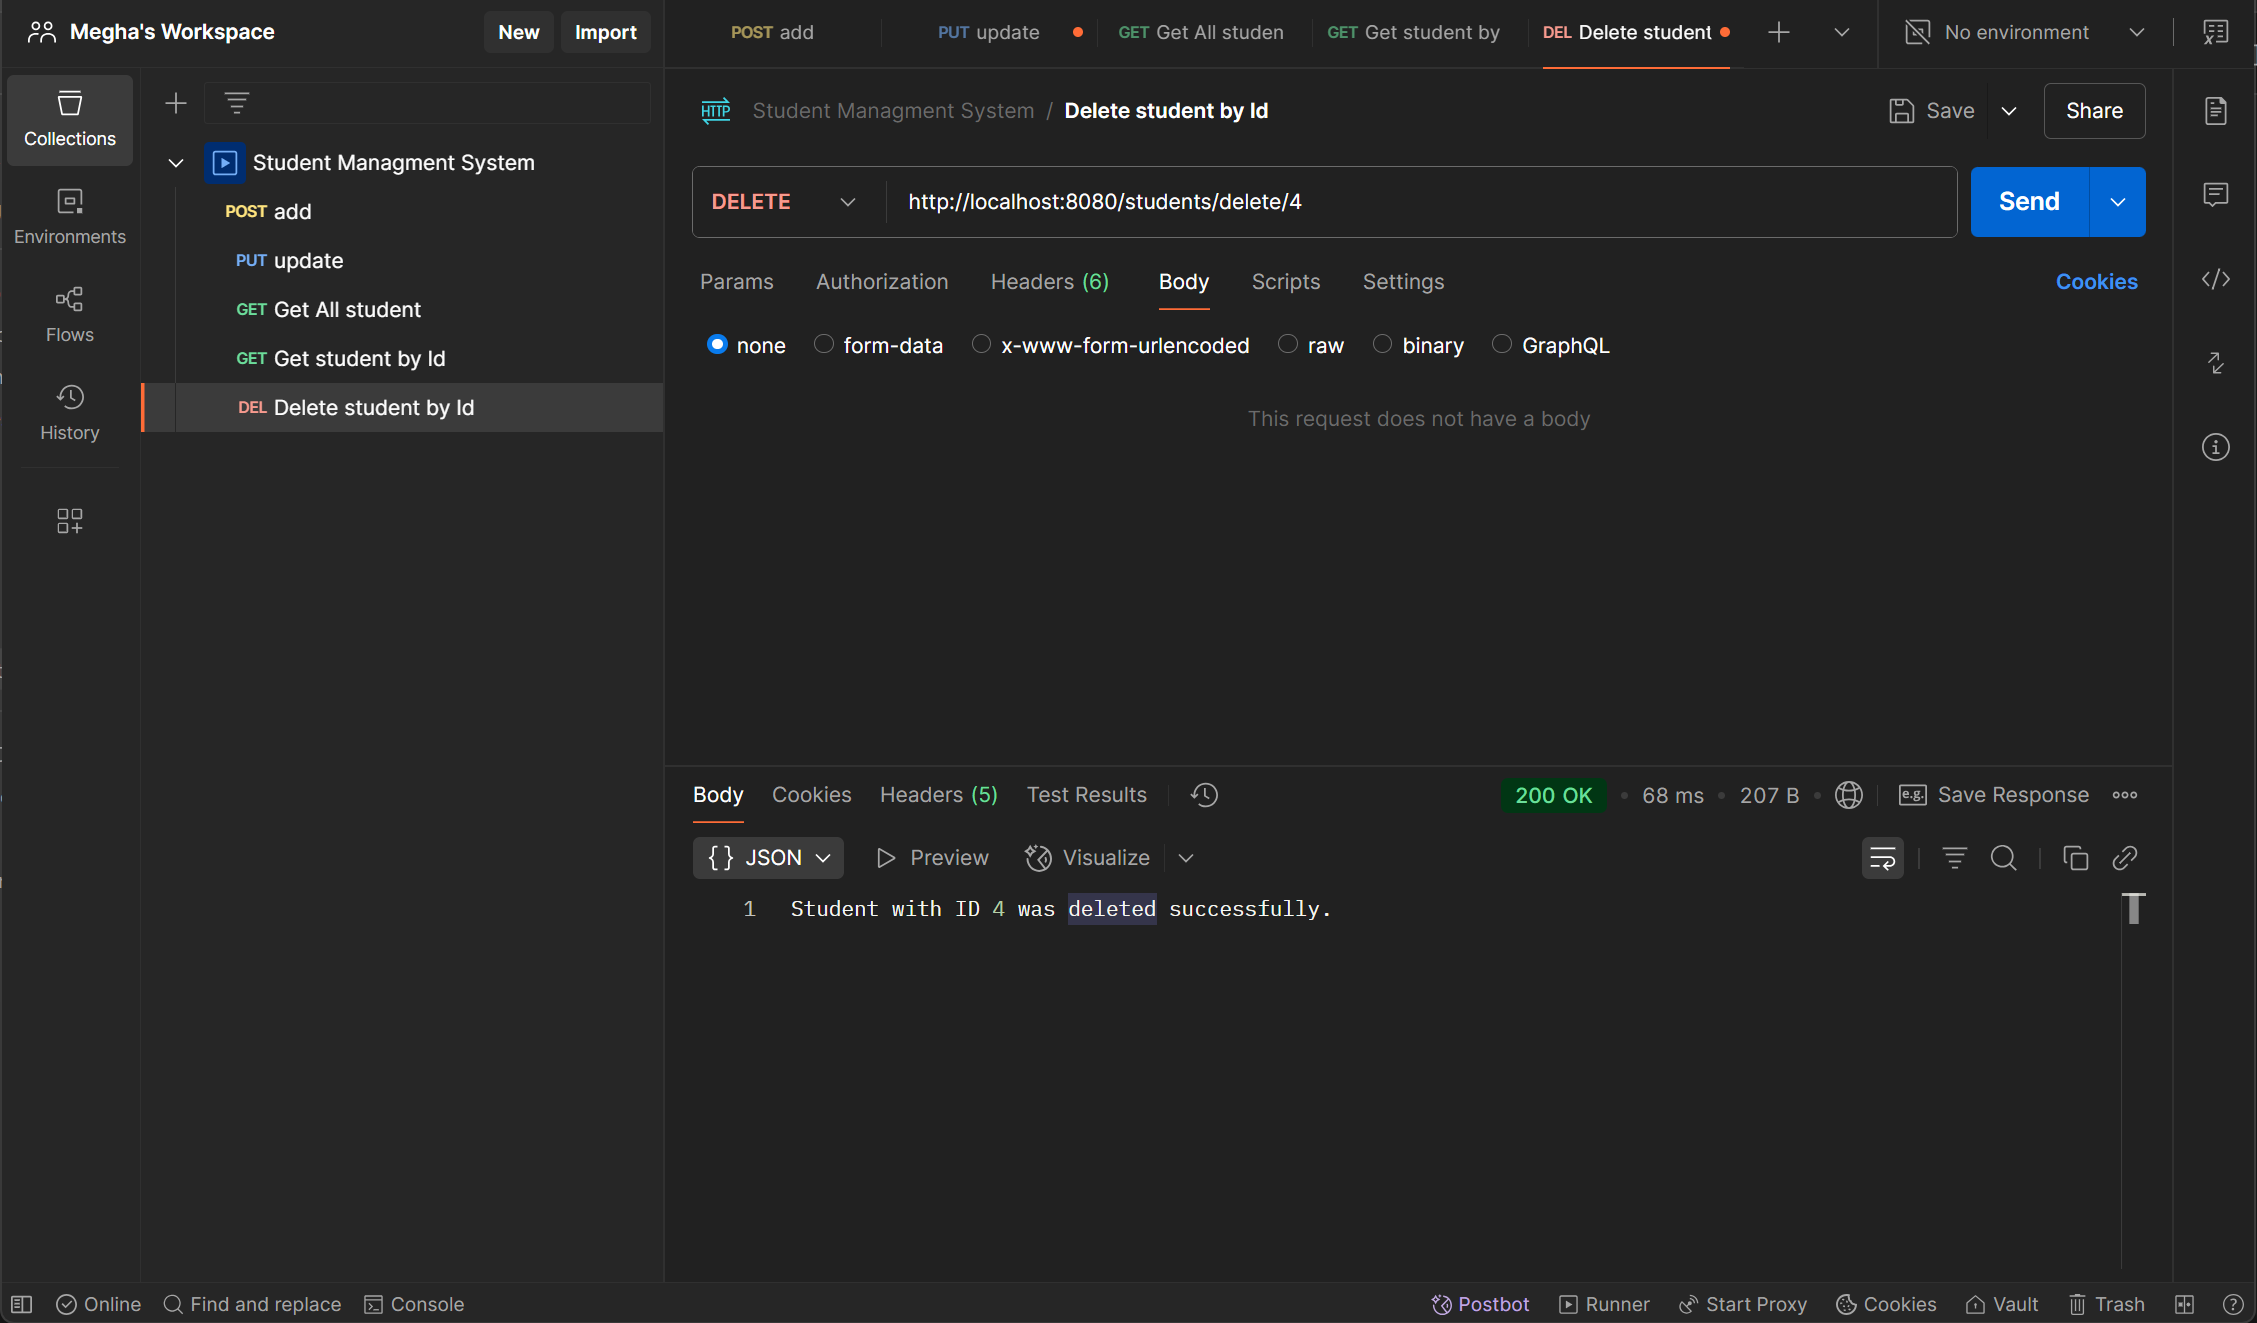 Megha's Workspace
New
Import
POST add
PUT update
GET Get All studen
GET Get student by
DEL Delete student
No environment
Collections
Environments
Flows
History
Student Managment System
POST add
PUT update
GET Get All student
GET Get student by Id
DEL Delete student by Id
HTTP Student Managment System / Delete student by Id
Save
Share
DELETE
http://localhost:8080/students/delete/4
Send
Params
Authorization
Headers (6)
Body
Scripts
Settings
Cookies
none
form-data
x-www-form-urlencoded
raw
binary
GraphQL
This request does not have a body
Body
Cookies
Headers (5)
Test Results
200 OK
68 ms
207 B
e.g. Save Response
{} JSON
Preview
Visualize
1 Student with ID 4 was deleted successfully.
Online
Find and replace
Console
Postbot
Runner
Start Proxy
Cookies
Vault
Trash